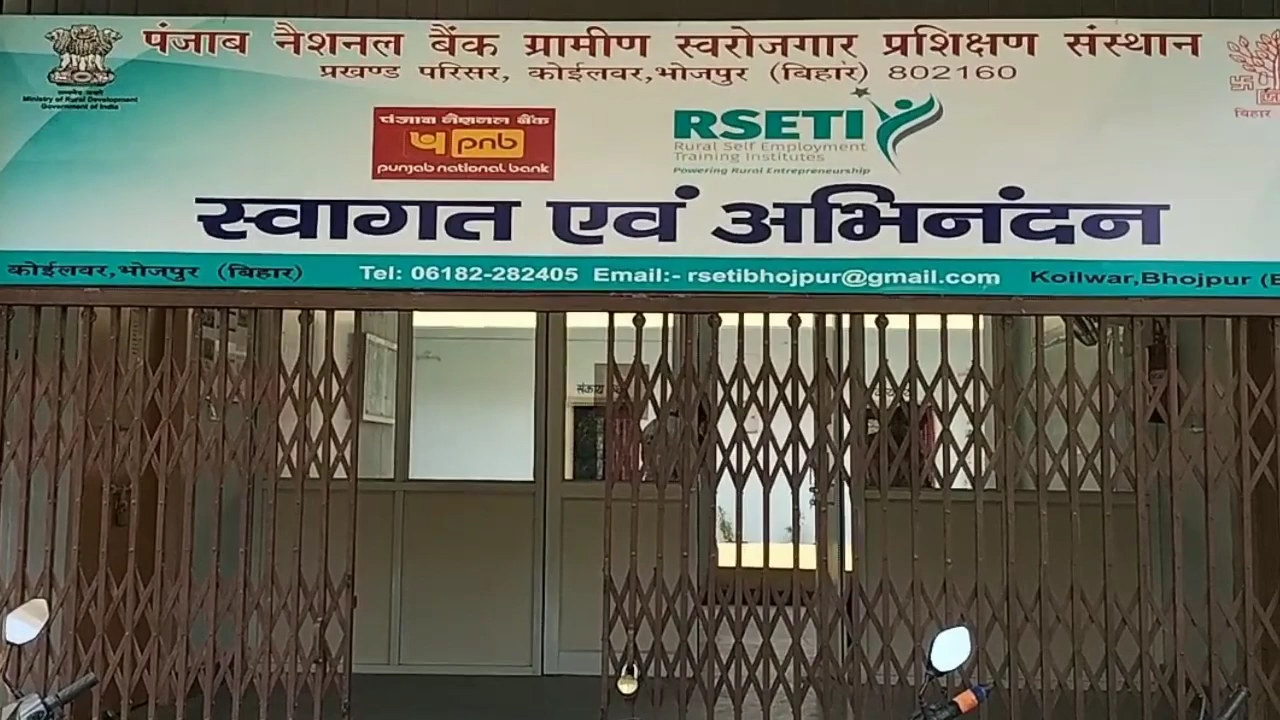 पंजाब नैशनल बैंक ग्रामीण स्वरोजगार प्रशिक्षण संस्थान
प्रखण्ड परिसर, कोईलवर,भोजपुर (बिहार) 802160
Ministry of Rural Development
Government of India
बिहार
पंजाब नैशनल बैंक
pnb
punjab national bank
RSETI
Rural Self Employment
Training Institutes
Powering Rural Entrepreneurship
स्वागत एवं अभिनंदन
कोईलवर,भोजपुर (बिहार) Tel: 06182-282405 Email:- rsetibhojpur@gmail.com Koilwar,Bhojpur